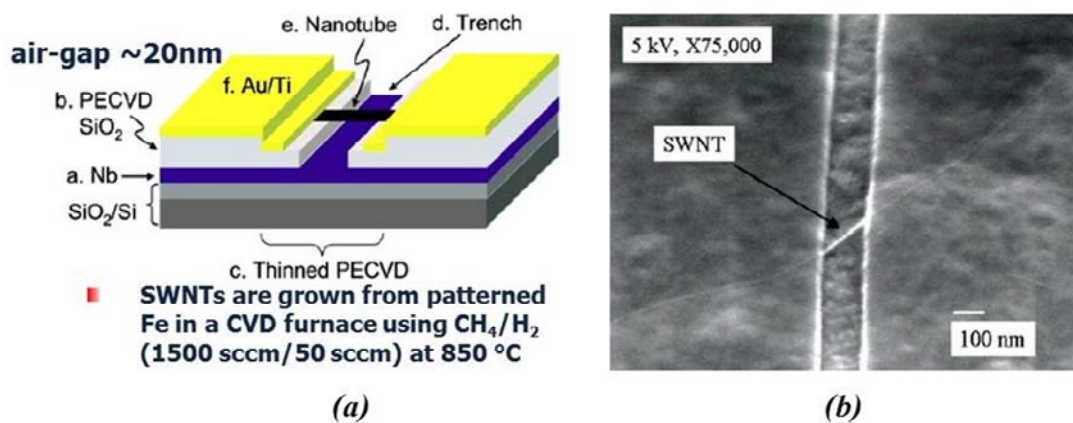 e. Nanotube
d. Trench
air-gap ~20nm
f. Au/Ti
b. PECVD
SiO₂
a. Nb
SiO₂/Si
c. Thinned PECVD
SWNTs are grown from patterned
Fe in a CVD furnace using CH₄/H₂
(1500 sccm/50 sccm) at 850 °C
(a)
5 kV, X75,000
SWNT
100 nm
(b)